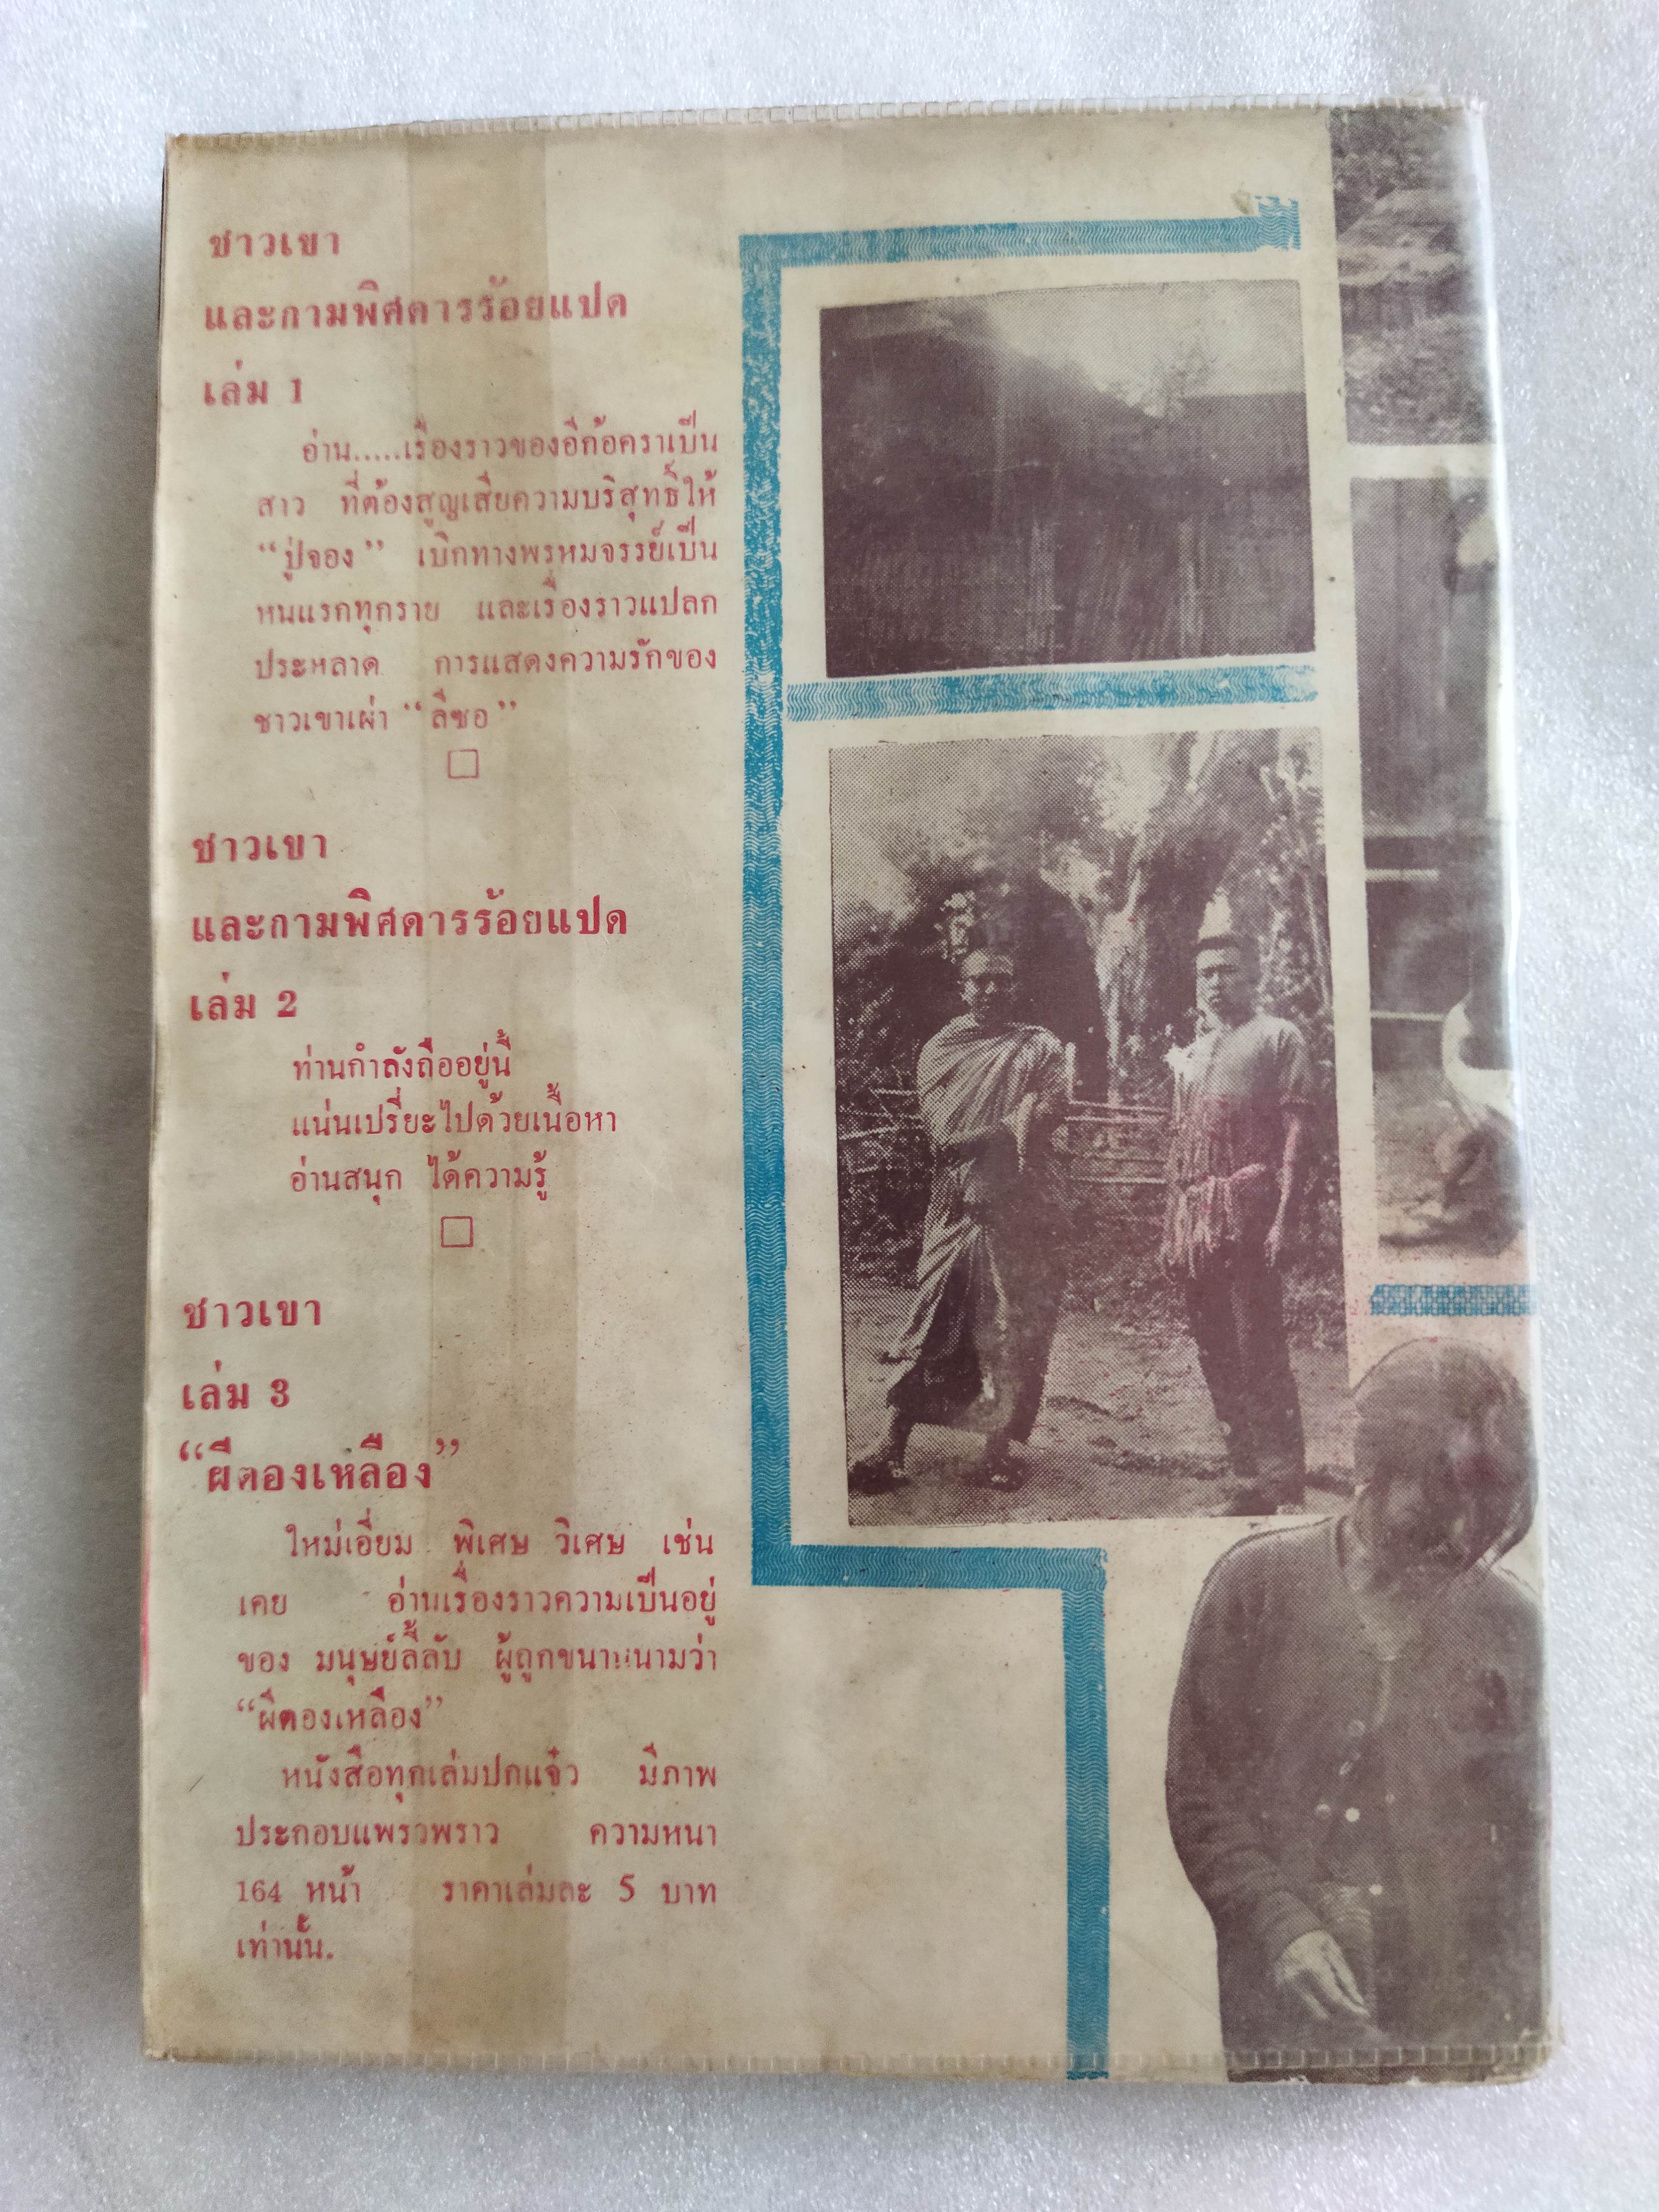 ชาวเขา
และกามพิศดารร้อยแปด
เล่ม 1
อ่าน.....เรื่องราวของอีก้อคราเป็น
สาว ที่ต้องสูญเสียความบริสุทธิ์ให้
“ปู่จอง” เบิกทางพรหมจรรย์เป็น
หนแรกทุกราย และเรื่องราวแปลก
ประหลาด การแสดงความรักของ
ชาวเขาเผ่า “ลีซอ”
ชาวเขา
และกามพิศดารร้อยแปด
เล่ม 2
ท่านกำลังถืออยู่นี้
แน่นเปรี่ยะไปด้วยเนื้อหา
อ่านสนุก ได้ความรู้
ชาวเขา
เล่ม 3
“ผีตองเหลือง”
ใหม่เอี่ยม พิเศษ วิเศษ เช่น
เคย อ่านเรื่องราวความเป็นอยู่
ของ มนุษย์ลี้ลับ ผู้ถูกขนานนามว่า
“ผีตองเหลือง”
หนังสือทุกเล่มปกแจ๋ว มีภาพ
ประกอบแพรวพราว ความหนา
164 หน้า ราคาเล่มละ 5 บาท
เท่านั้น.